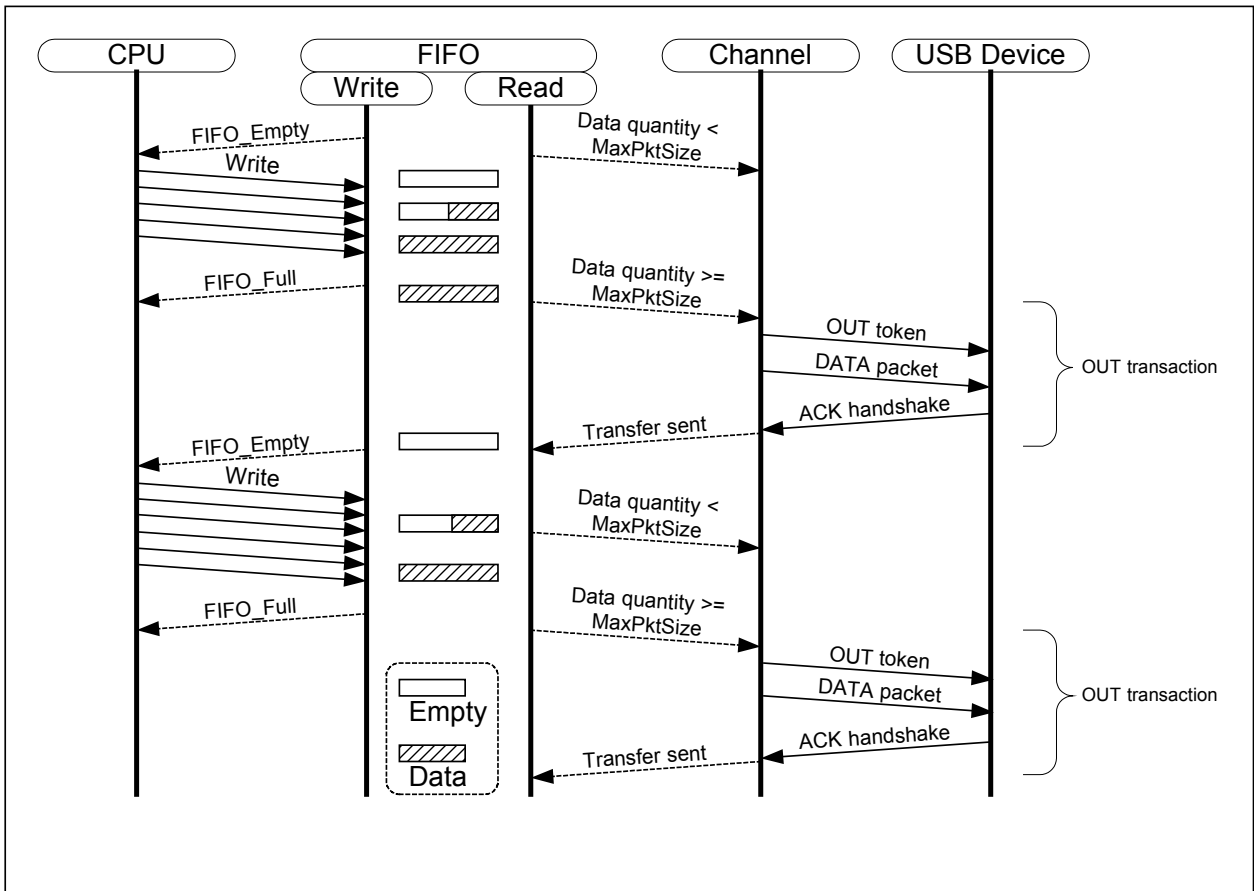 CPU
FIFO
Channel
USB Device
Write
Read
FIFO_Empty
Data quantity <
MaxPktSize
Write
FIFO_Full
Data quantity >=
MaxPktSize
OUT token
DATA packet
OUT transaction
ACK handshake
Transfer sent
FIFO_Empty
Write
Data quantity <
MaxPktSize
FIFO_Full
Data quantity >=
MaxPktSize
OUT token
DATA packet
OUT transaction
ACK handshake
Transfer sent
Empty
Data